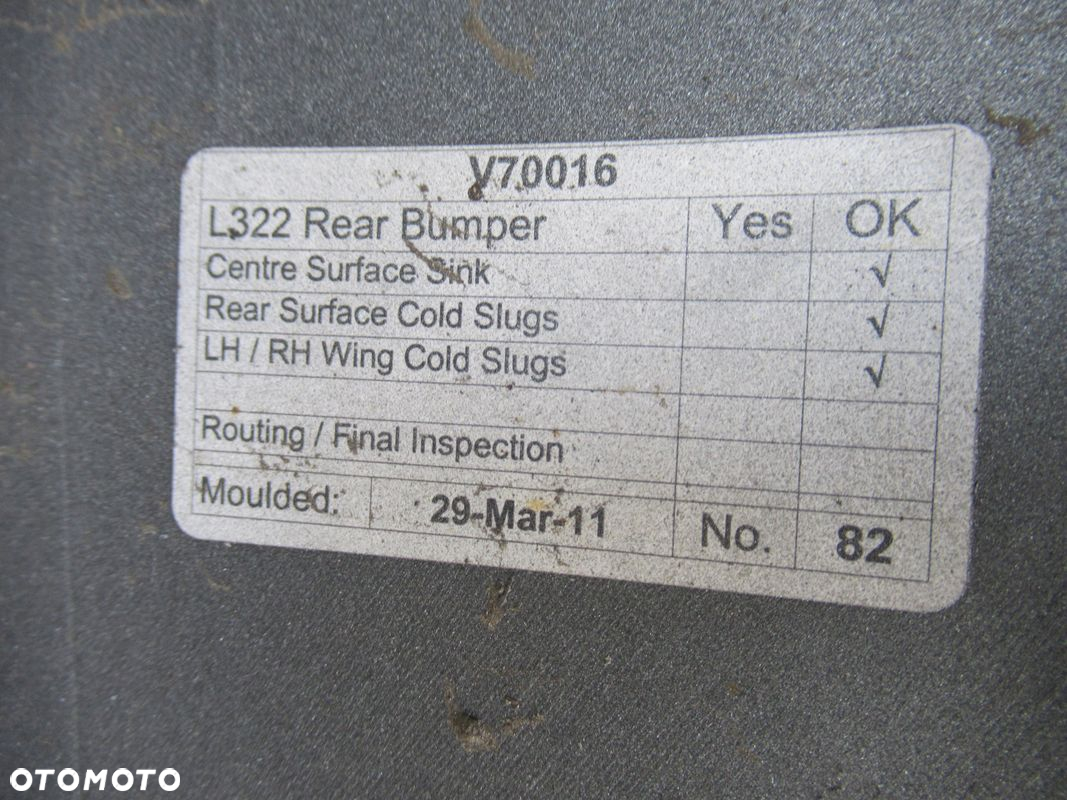 V70016
L322 Rear Bumper Yes OK
Centre Surface Sink √
Rear Surface Cold Slugs √
LH / RH Wing Cold Slugs √
Routing / Final Inspection
Moulded: 29-Mar-11 No. 82
OTOMOTO